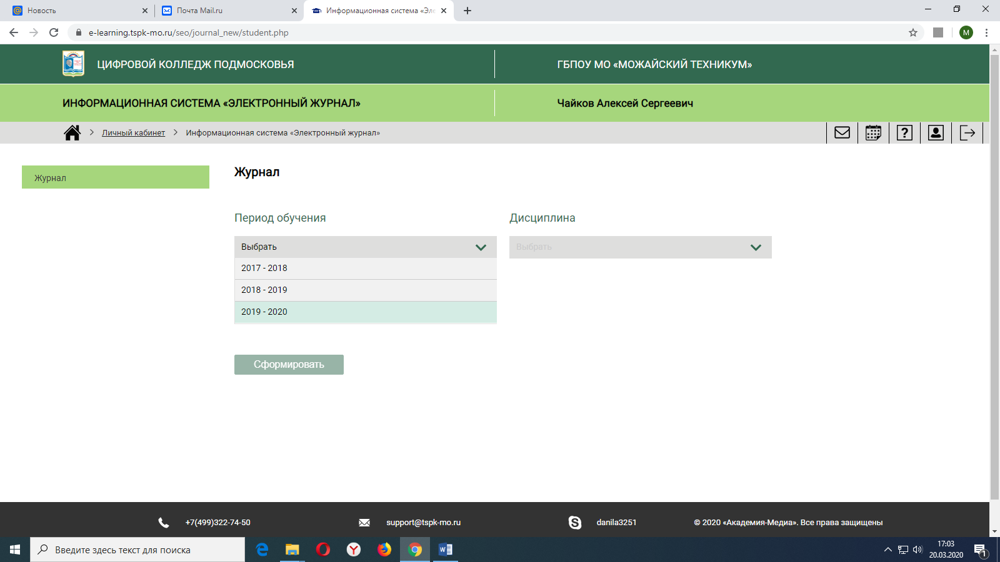 Новость
Почта Mail.ru
Информационная система «Эле
e-learning.tspk-mo.ru/seo/journal_new/student.php
M
ЦИФРОВОЙ КОЛЛЕДЖ ПОДМОСКОВЬЯ
ГБПОУ МО «МОЖАЙСКИЙ ТЕХНИКУМ»
ИНФОРМАЦИОННАЯ СИСТЕМА «ЭЛЕКТРОННЫЙ ЖУРНАЛ»
Чайков Алексей Сергеевич
Личный кабинет
Информационная система «Электронный журнал»
Журнал
Журнал
Период обучения
Дисциплина
Выбрать
Выбрать
2017 - 2018
2018 - 2019
2019 - 2020
Сформировать
+7(499)322-74-50
support@tspk-mo.ru
danila3251
© 2020 «Академия-Медиа». Все права защищены
Введите здесь текст для поиска
17:03
20.03.2020
1